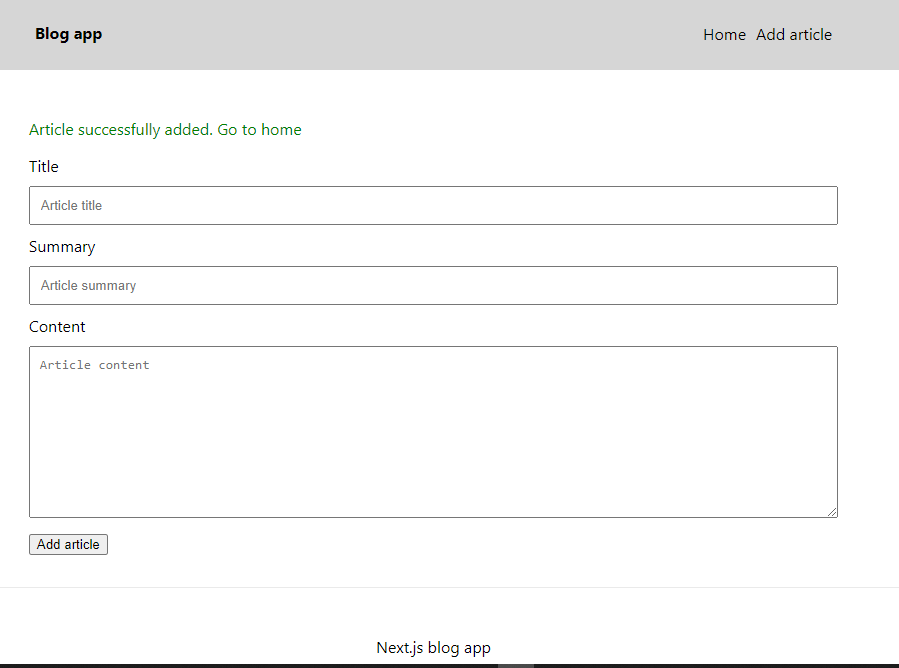 Blog app
Home Add article
Article successfully added. Go to home
Title
Article title
Summary
Article summary
Content
Article content
Add article
Next.js blog app